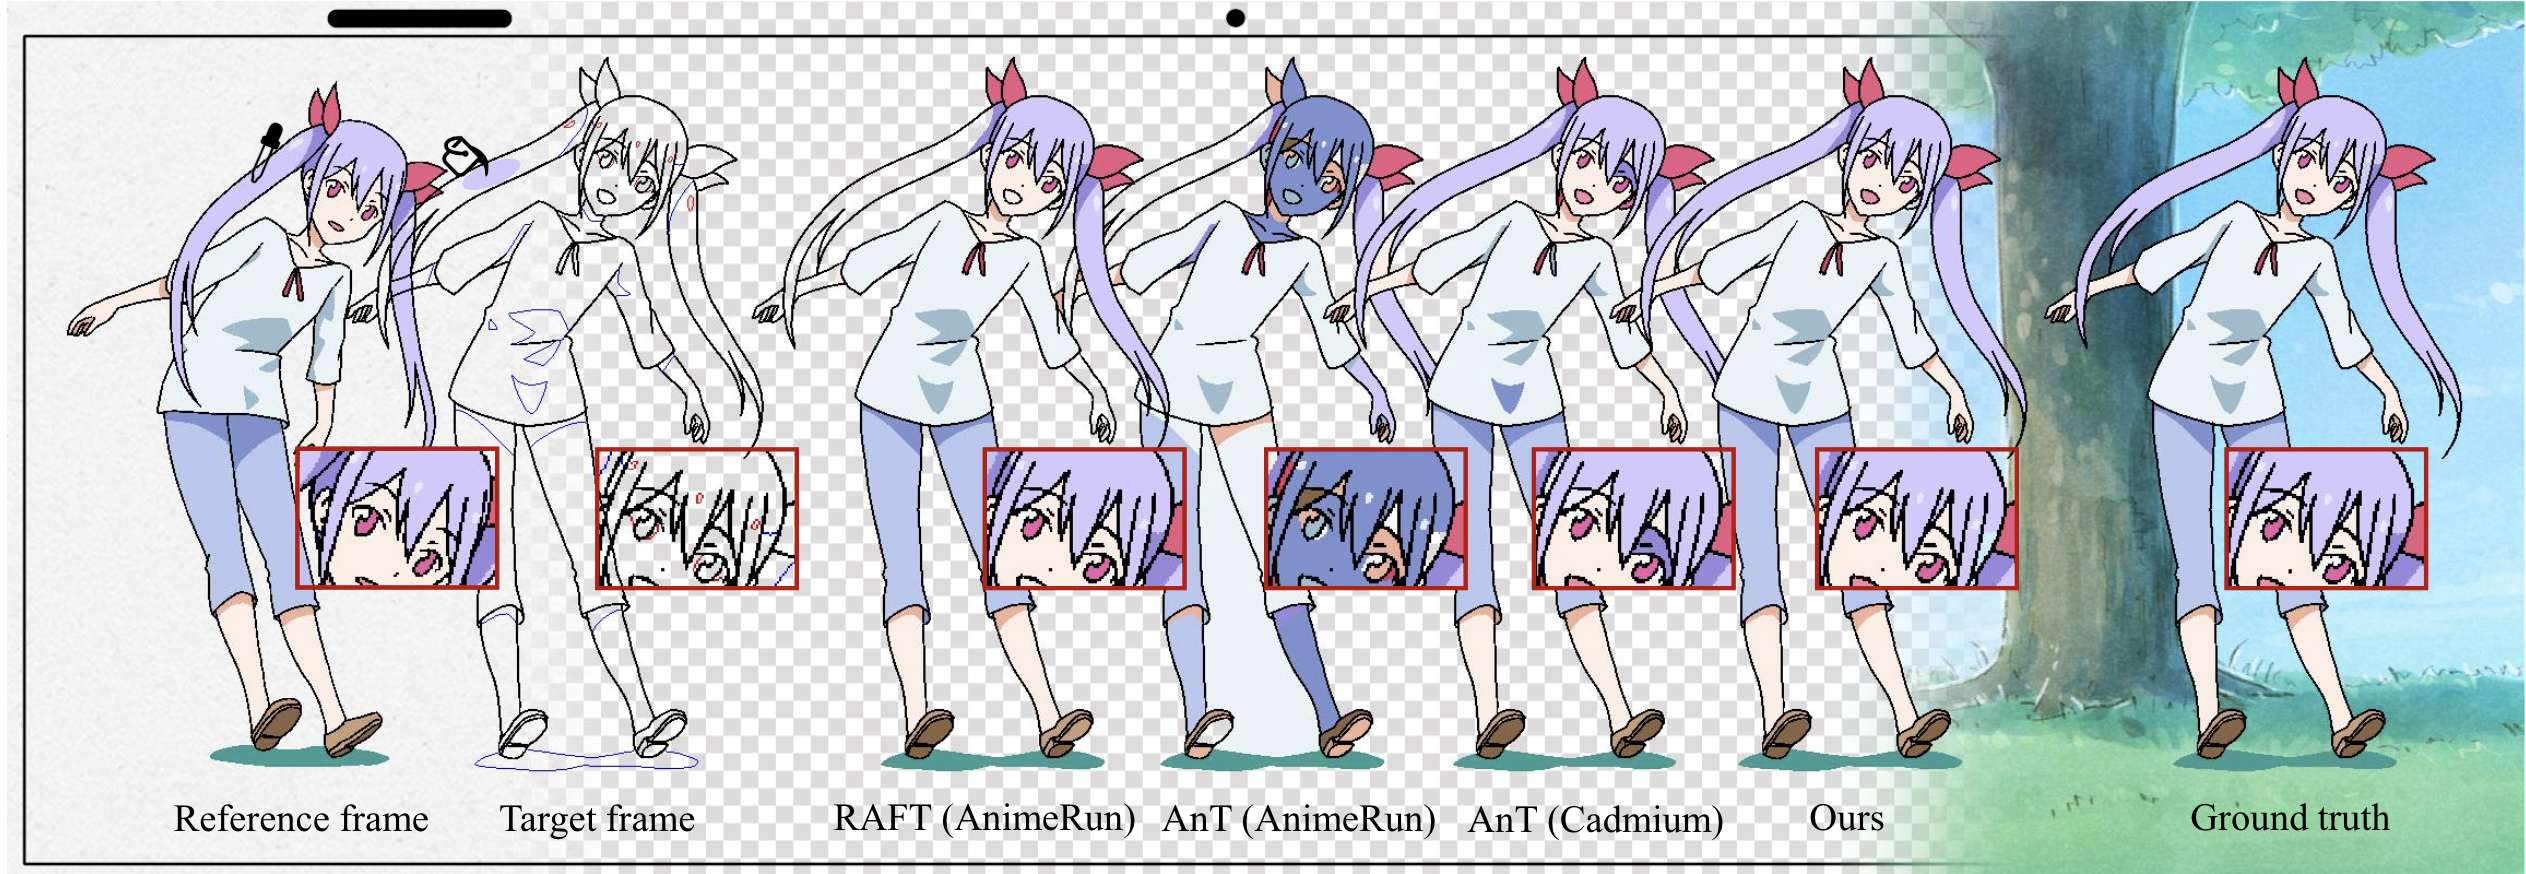 Reference frame
Target frame
RAFT (AnimeRun)
AnT (AnimeRun)
AnT (Cadmium)
Ours
Ground truth